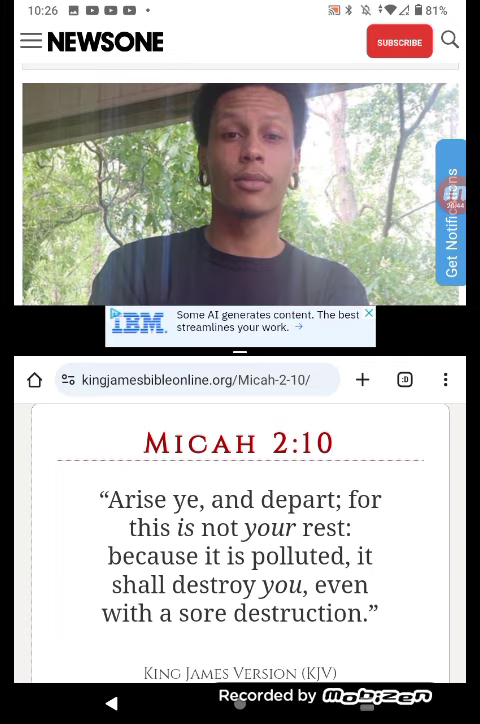 10:26
81%
NEWSONE
SUBSCRIBE
Get Notifications
26:44
IBM.
Some AI generates content. The best
streamlines your work. →
kingjamesbibleonline.org/Micah-2-10/
:D
MICAH 2:10
“Arise ye, and depart; for
this is not your rest:
because it is polluted, it
shall destroy you, even
with a sore destruction.”
KING JAMES VERSION (KJV)
Recorded by Mobizen